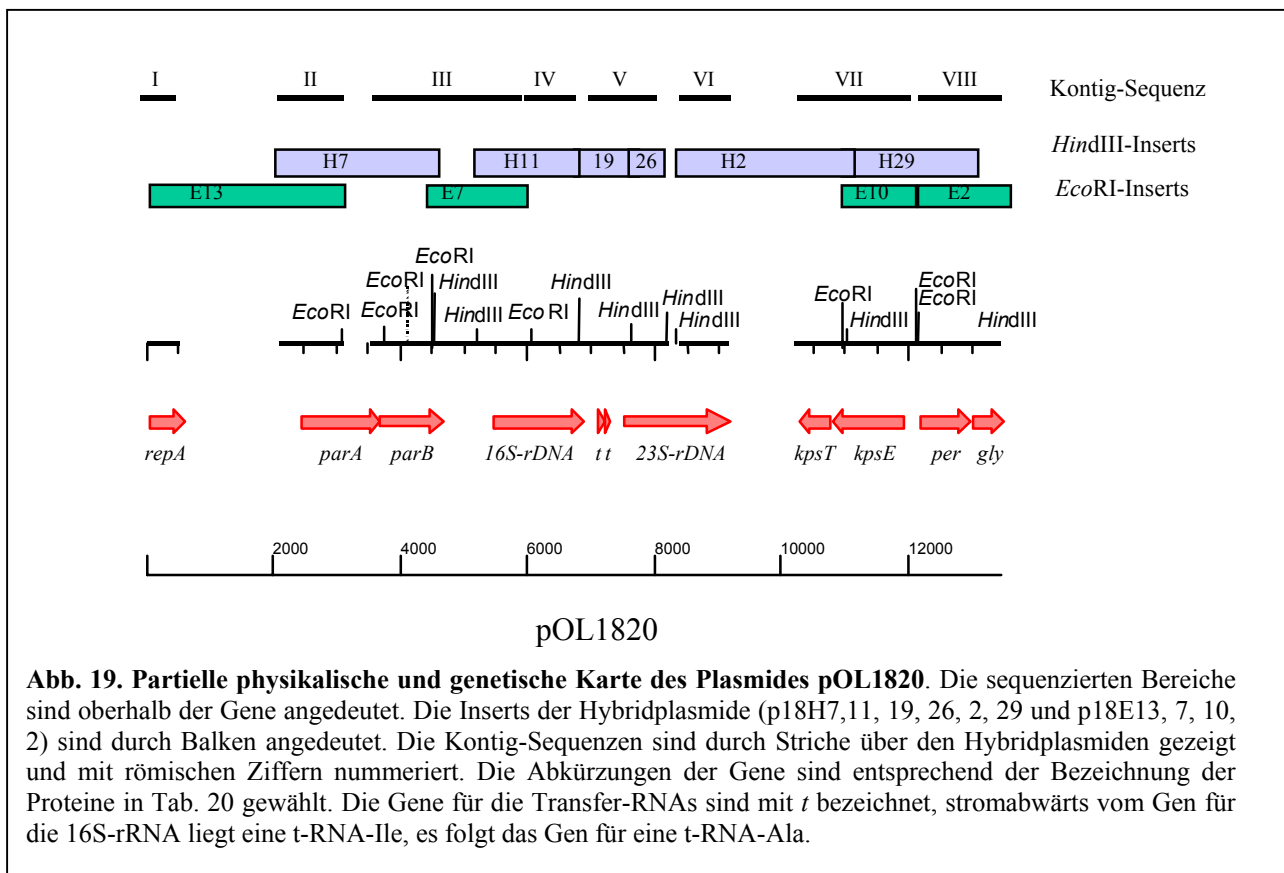 I II III IV V VI VII VIII Kontig-Sequenz
HindIII-Inserts
H7 H11 19 26 H2 H29
EcoRI-Inserts
E13 E7 E10 E2
EcoRI
EcoRI HindIII HindIII EcoRI
EcoRI HindIII EcoRI
EcoRI EcoRI HindIII EcoRI HindIII HindIII HindIII HindIII
repA parA parB 16S-rDNA t t 23S-rDNA kpsT kpsE per gly
2000 4000 6000 8000 10000 12000
pOL1820
Abb. 19. Partielle physikalische und genetische Karte des Plasmides pOL1820. Die sequenzierten Bereiche
sind oberhalb der Gene angedeutet. Die Inserts der Hybridplasmide (p18H7,11, 19, 26, 2, 29 und p18E13, 7, 10,
2) sind durch Balken angedeutet. Die Kontig-Sequenzen sind durch Striche über den Hybridplasmiden gezeigt
und mit römischen Ziffern nummeriert. Die Abkürzungen der Gene sind entsprechend der Bezeichnung der
Proteine in Tab. 20 gewählt. Die Gene für die Transfer-RNAs sind mit t bezeichnet, stromabwärts vom Gen für
die 16S-rRNA liegt eine t-RNA-Ile, es folgt das Gen für eine t-RNA-Ala.